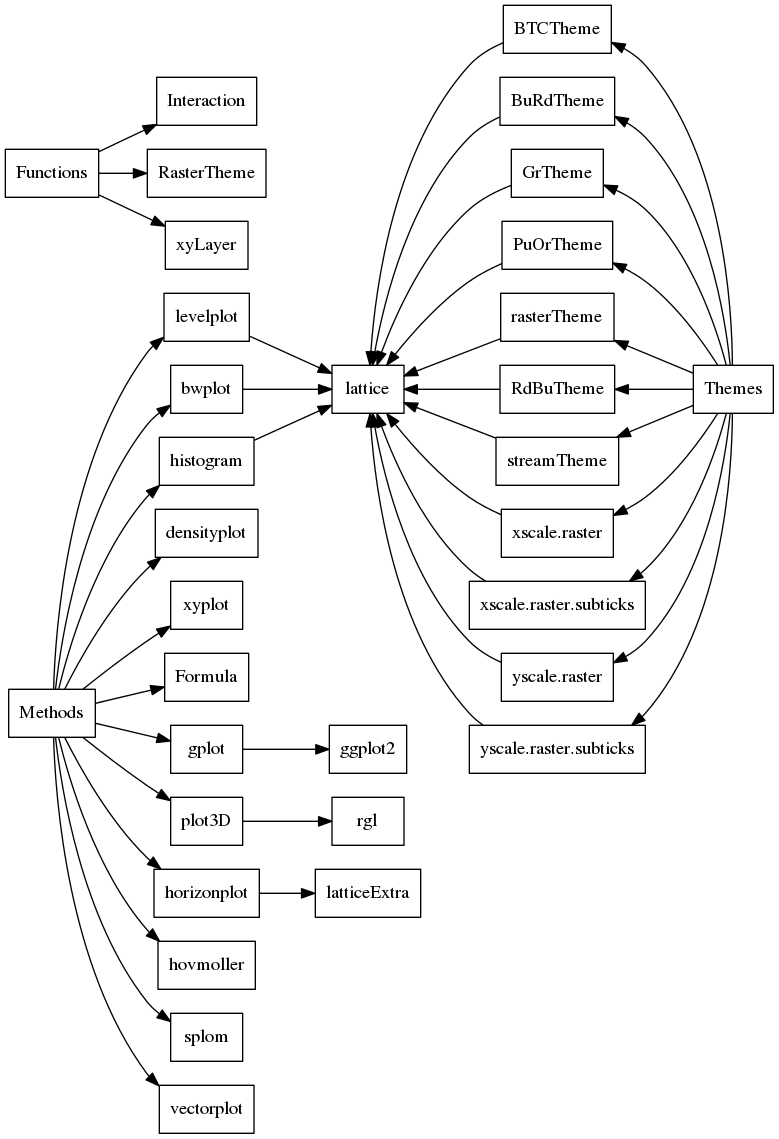 BTCTheme
BuRdTheme
Interaction
Functions
RasterTheme
GrTheme
xyLayer
PuOrTheme
levelplot
rasterTheme
bwplot
lattice
RdBuTheme
Themes
histogram
streamTheme
densityplot
xscale.raster
xyplot
xscale.raster.subticks
Formula
yscale.raster
Methods
gplot
ggplot2
yscale.raster.subticks
plot3D
rgl
horizonplot
latticeExtra
hovmoller
splom
vectorplot